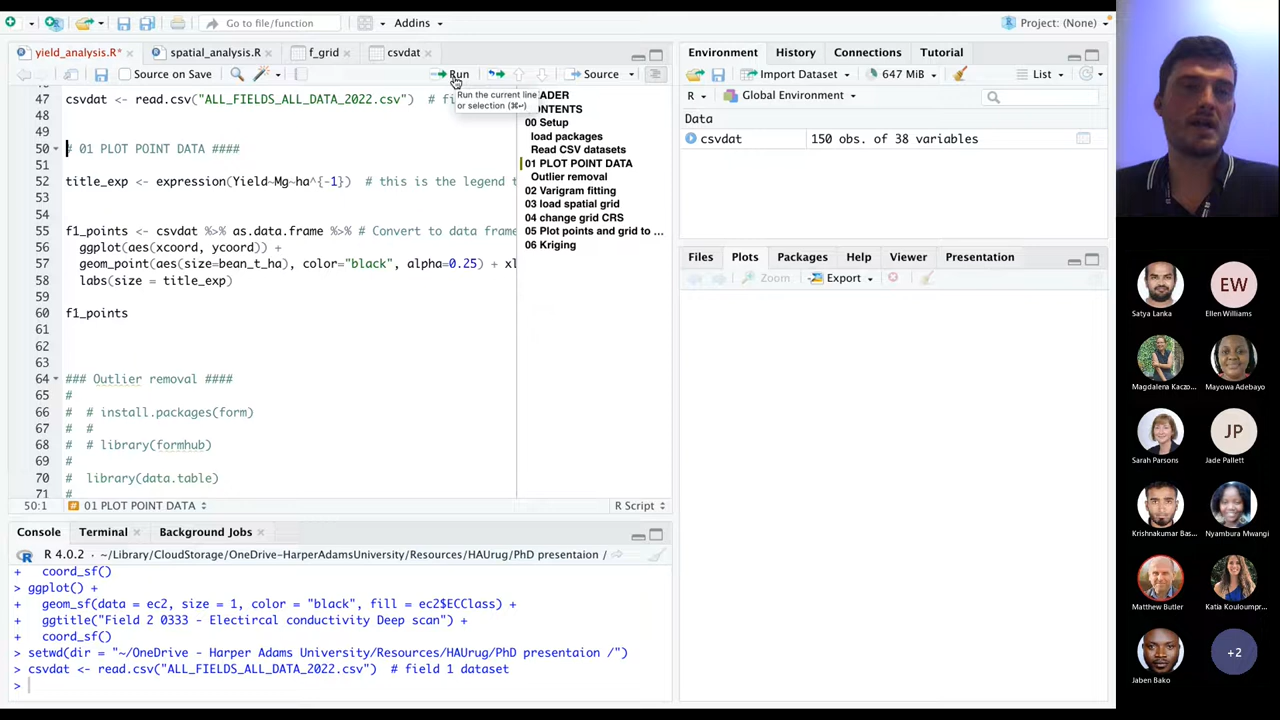 Go to file/function
Addins
Project: (None)
yield_analysis.R*
spatial_analysis.R
f_grid
csvdat
Source on Save
Run
Source
Run the current line
or selection (⌘↩)
47 csvdat <- read.csv("ALL_FIELDS_ALL_DATA_2022.csv") # fi
48
49
50 # 01 PLOT POINT DATA ####
51
52 title_exp <- expression(Yield~Mg~ha^{-1}) # this is the legend t
53
54
55 f1_points <- csvdat %>% as.data.frame %>% # Convert to data frame
56 ggplot(aes(xcoord, ycoord)) +
57 geom_point(aes(size=bean_t_ha), color="black", alpha=0.25) + xl
58 labs(size = title_exp)
59
60 f1_points
61
62
63
64 ### Outlier removal ####
65 #
66 # # install.packages(form)
67 # #
68 # # library(formhub)
69 #
70 # library(data.table)
71 #
50:1
01 PLOT POINT DATA
R Script
EADER
ONTENTS
00 Setup
load packages
Read CSV datasets
01 PLOT POINT DATA
Outlier removal
02 Varigram fitting
03 load spatial grid
04 change grid CRS
05 Plot points and grid to ...
06 Kriging
Console
Terminal
Background Jobs
R 4.0.2 · ~/Library/CloudStorage/OneDrive-HarperAdamsUniversity/Resources/HAUrug/PhD presentaion /
+ coord_sf()
> ggplot() +
+ geom_sf(data = ec2, size = 1, color = "black", fill = ec2$ECClass) +
+ ggtitle("Field 2 0333 - Electircal conductivity Deep scan") +
+ coord_sf()
> setwd(dir = "~/OneDrive - Harper Adams University/Resources/HAUrug/PhD presentaion /")
> csvdat <- read.csv("ALL_FIELDS_ALL_DATA_2022.csv") # field 1 dataset
>
Environment
History
Connections
Tutorial
Import Dataset
647 MiB
List
R
Global Environment
Data
csvdat
150 obs. of 38 variables
Files
Plots
Packages
Help
Viewer
Presentation
Zoom
Export
Satya Lanka
EW
Ellen Williams
Magdalena Kaczo...
Mayowa Adebayo
Sarah Parsons
JP
Jade Pallett
Krishnakumar Bas...
Nyambura Mwangi
Matthew Butler
Katia Kouloumpr...
Jaben Bako
+2